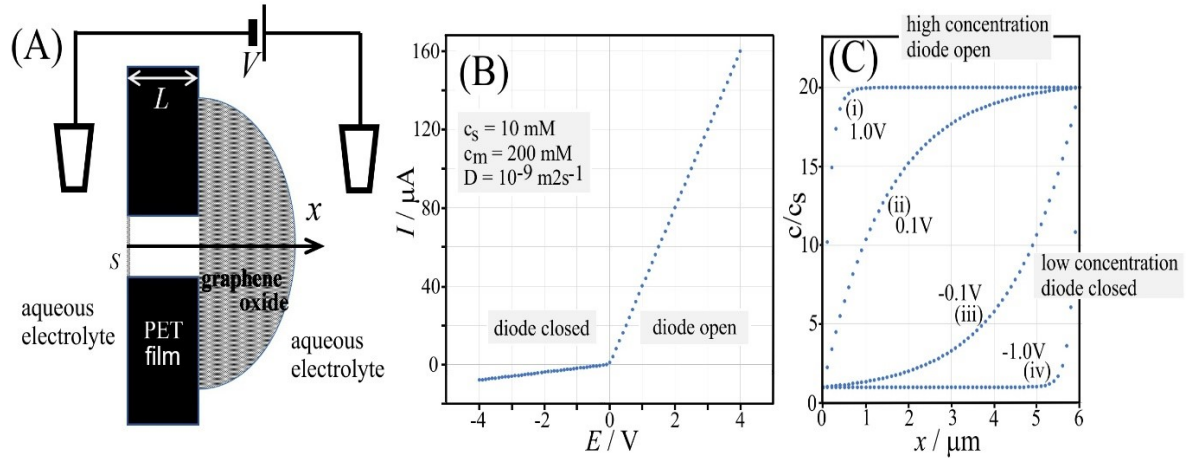 (A)
V
L
x
S
graphene
oxide
aqueous
electrolyte
PET
film
aqueous
electrolyte
(B)
I / μA
160
120
80
40
0
cs = 10 mM
cm = 200 mM
D = 10-9 m2s-1
diode closed
diode open
-4
-2
0
2
4
E / V
high concentration
diode open
(C)
c/cs
20
15
10
5
0
(i)
1.0V
(ii)
0.1V
low concentration
diode closed
-0.1V
(iii)
-1.0V
(iv)
0
1
2
3
4
5
6
x / μm